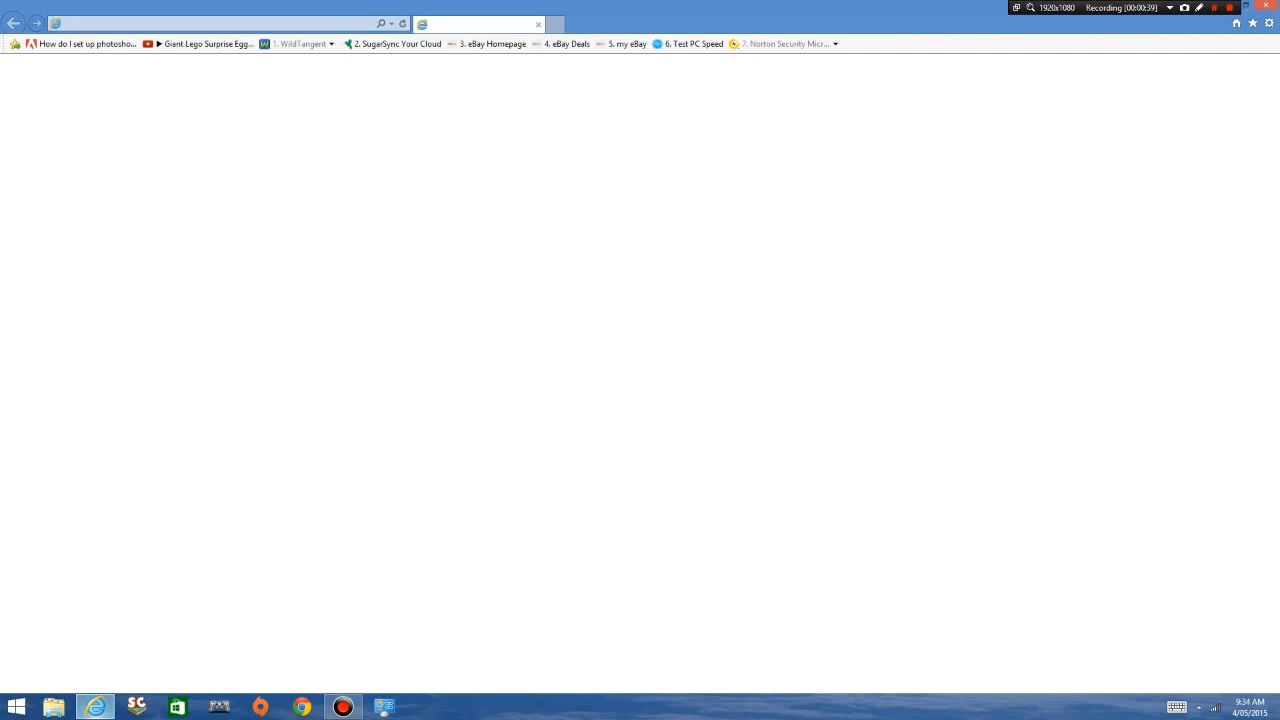 1920x1080 Recording [00:00:39]
How do I set up photosho... Giant Lego Surprise Egg... 1. WildTangent 2. SugarSync Your Cloud 3. eBay Homepage 4. eBay Deals 5. my eBay 6. Test PC Speed 7. Norton Security Micr...
SC
9:34 AM
4/05/2015